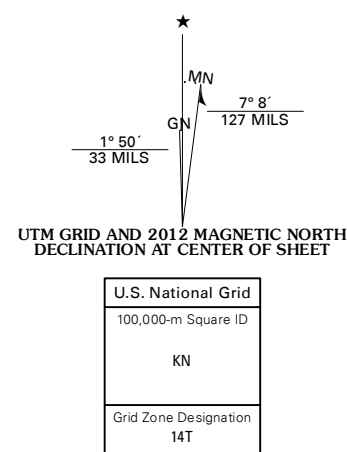 ★
MN
GN
7° 8´
127 MILS
1° 50´
33 MILS
UTM GRID AND 2012 MAGNETIC NORTH
DECLINATION AT CENTER OF SHEET
U.S. National Grid
100,000-m Square ID
KN
Grid Zone Designation
14T